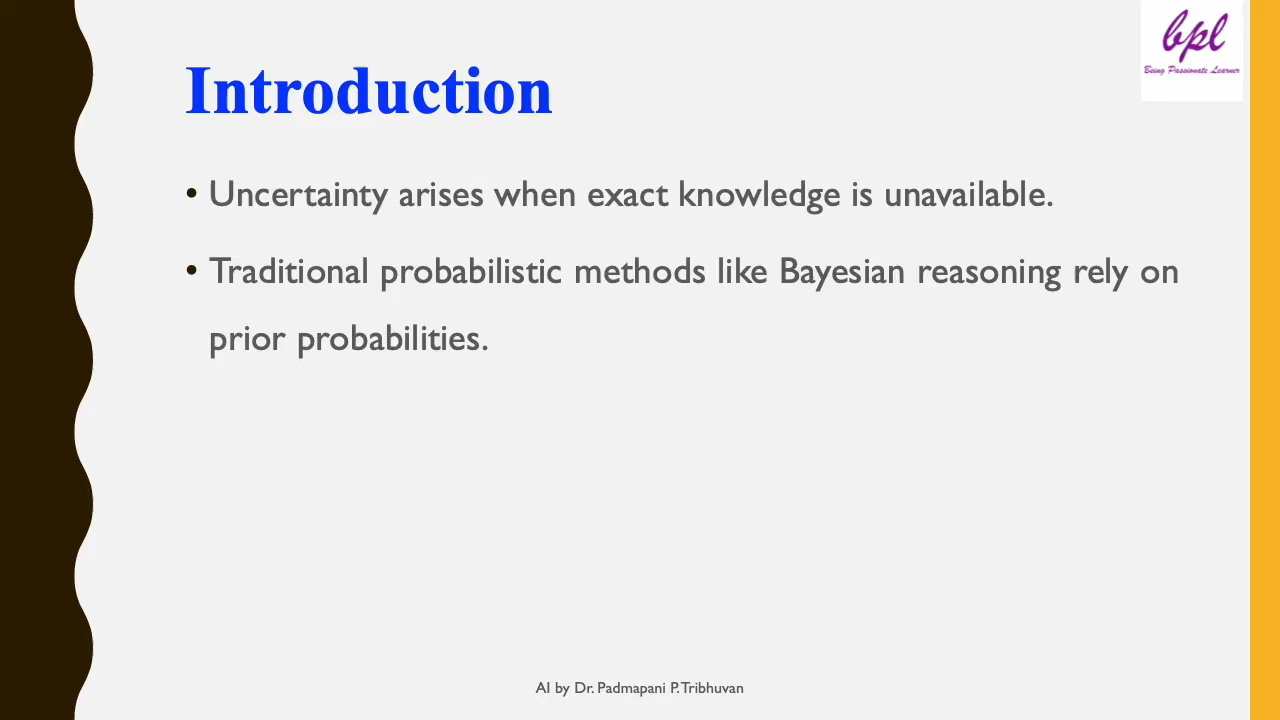 bpl
Being Passionate Learner
Introduction
• Uncertainty arises when exact knowledge is unavailable.
• Traditional probabilistic methods like Bayesian reasoning rely on
prior probabilities.
AI by Dr. Padmapani P. Tribhuvan